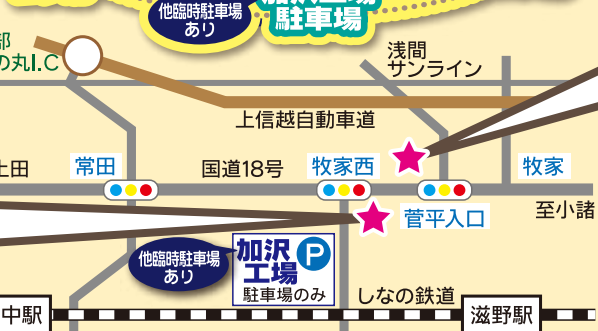 他臨時駐車場
あり
加沢工場
駐車場
部
の丸I.C
浅間
サンライン
上信越自動車道
上田
常田
国道18号
牧家西
牧家
菅平入口
至小諸
他臨時駐車場
あり
加沢
工場
P
駐車場のみ
しなの鉄道
中駅
滋野駅